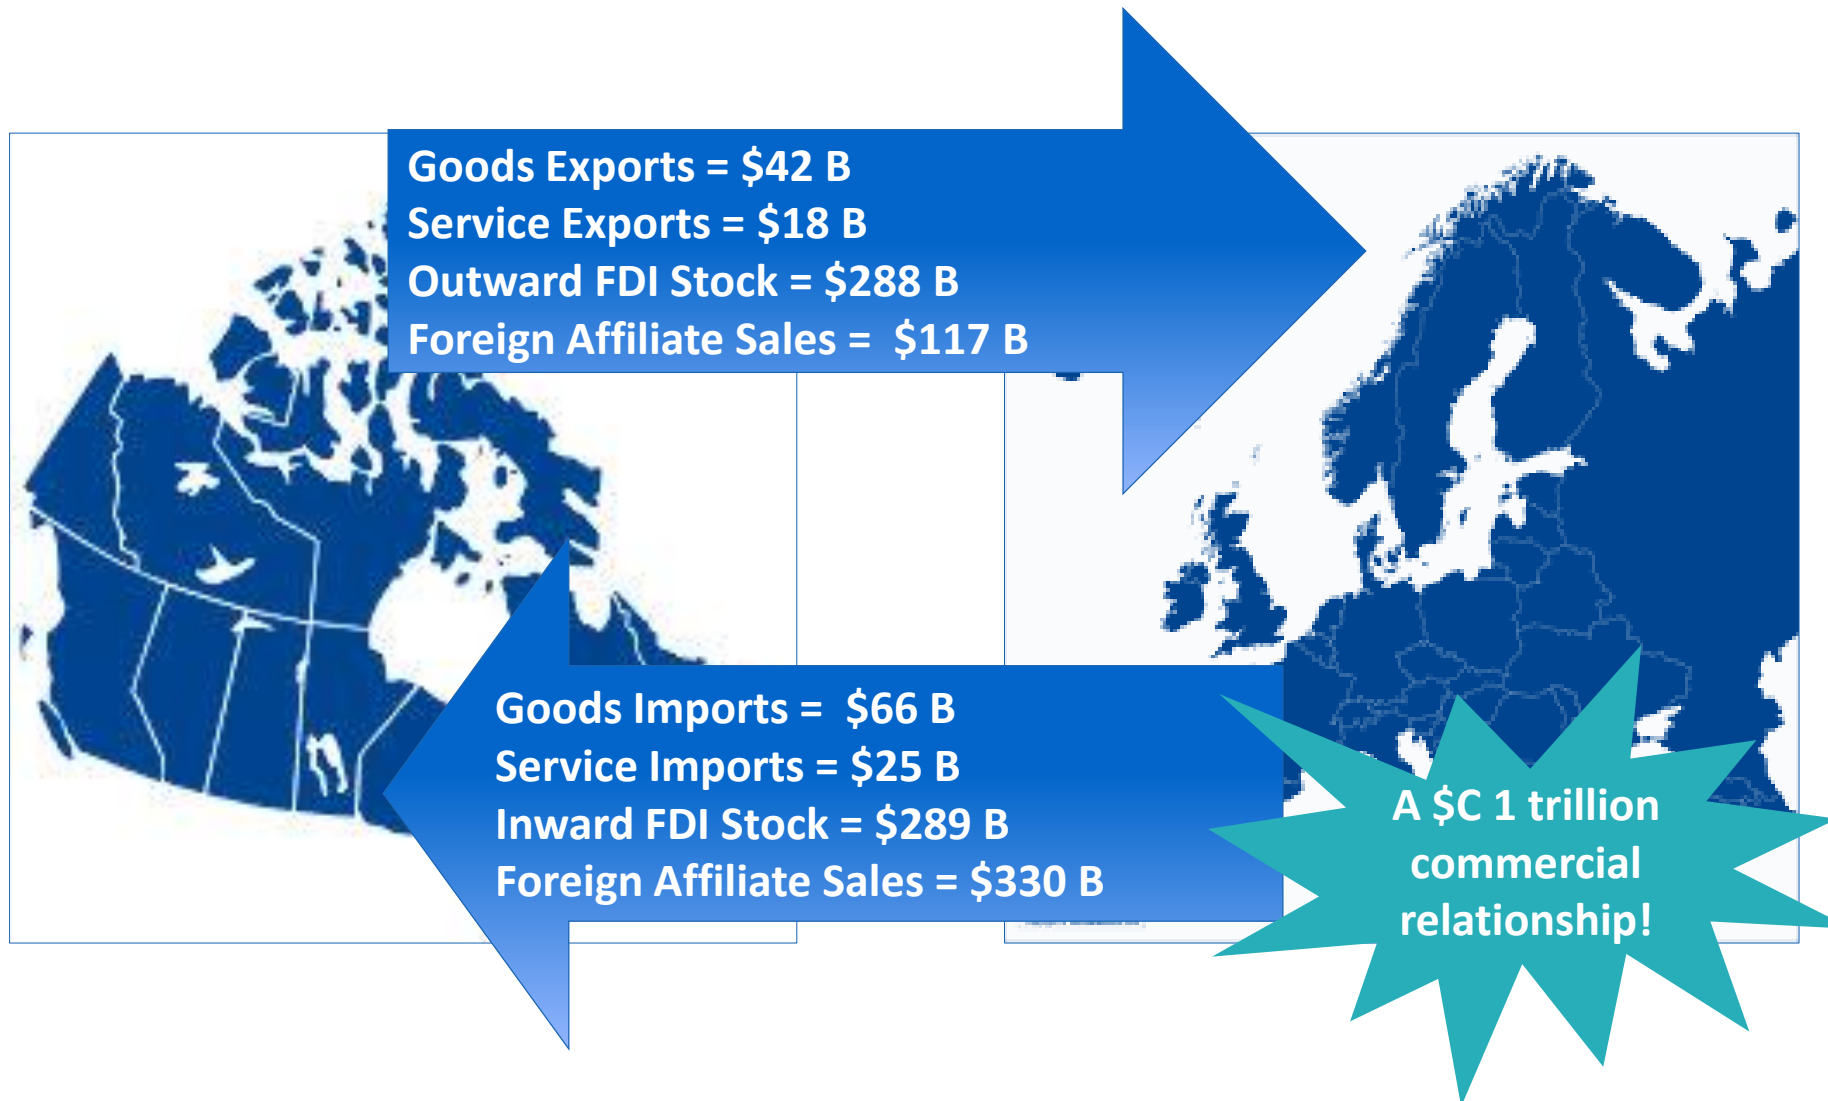 Goods Exports = $42 B
Service Exports = $18 B
Outward FDI Stock = $288 B
Foreign Affiliate Sales =  $117 B
Goods Imports =  $66 B
Service Imports = $25 B
Inward FDI Stock = $289 B
Foreign Affiliate Sales = $330 B
A $C 1 trillion
commercial
relationship!